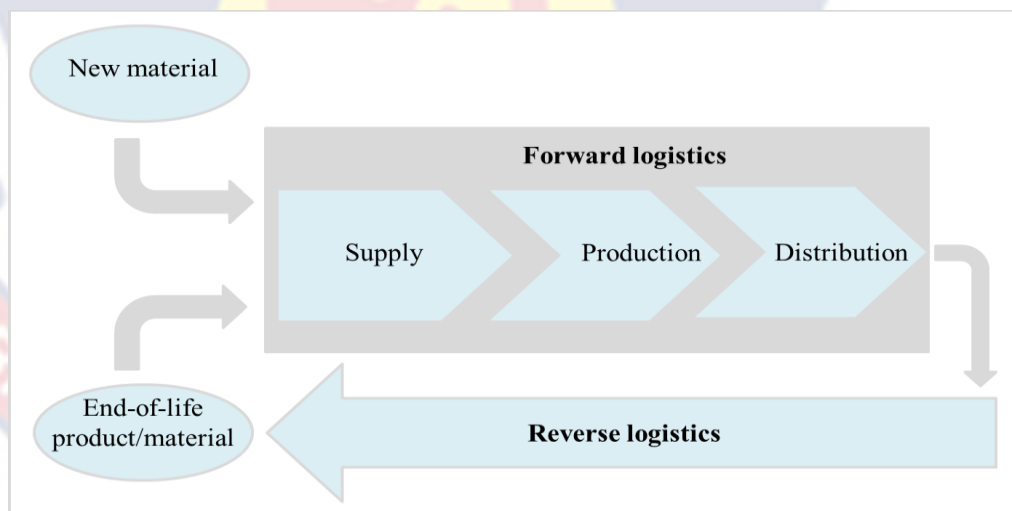 New material
Forward logistics
Supply
Production
Distribution
End-of-life
product/material
Reverse logistics